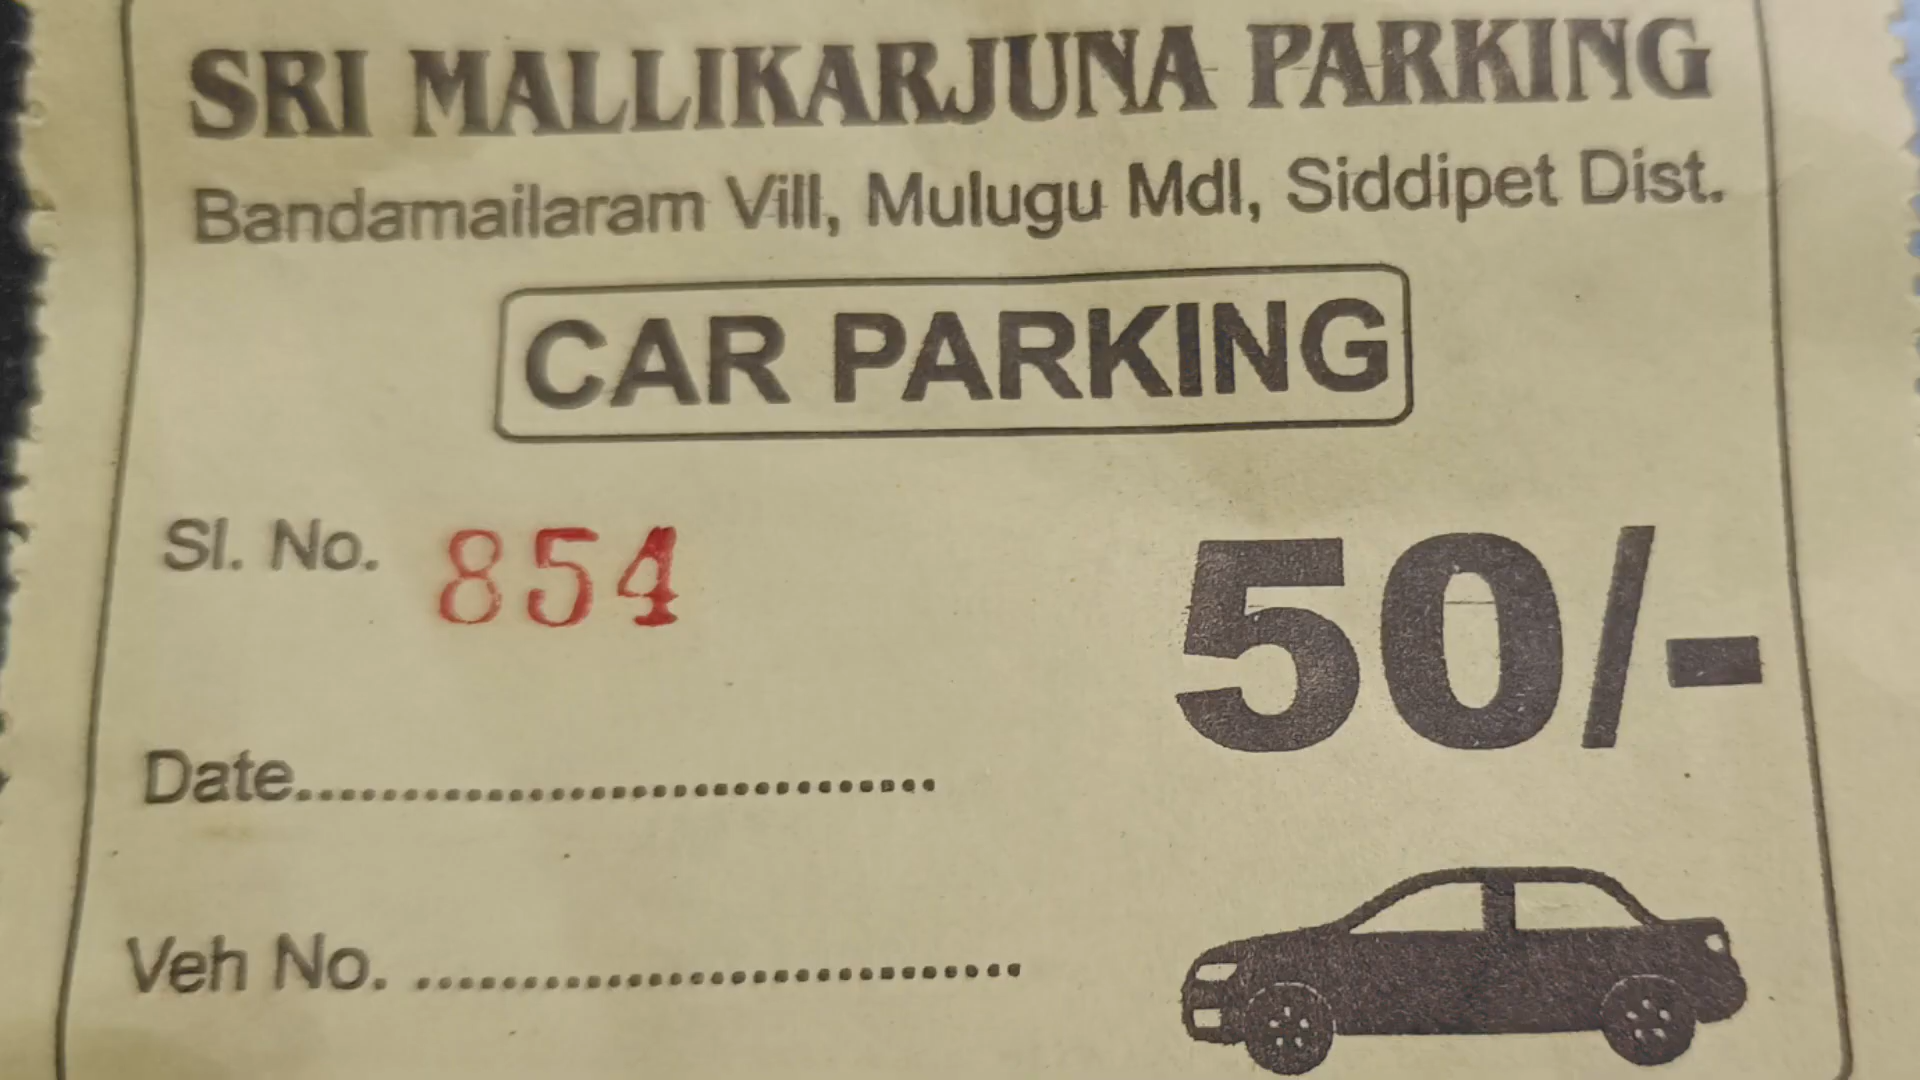 SRI MALLIKARJUNA PARKING
Bandamailaram Vill, Mulugu Mdl, Siddipet Dist.
CAR PARKING
Sl. No. 854
50/-
Date.................................
Veh No. ................................